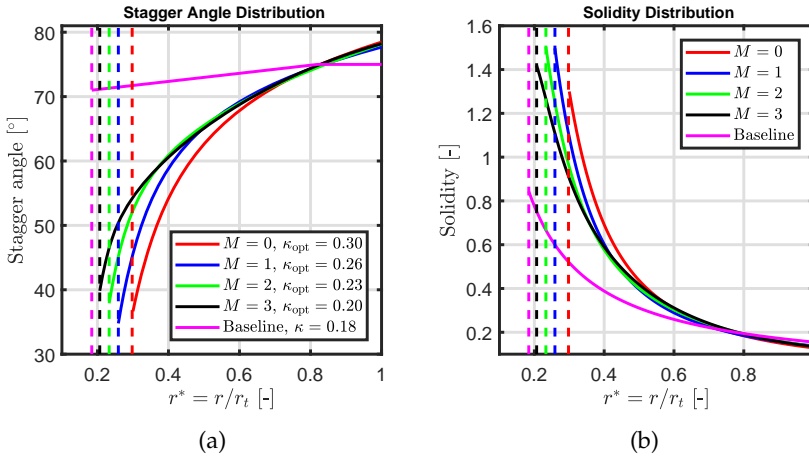 Stagger Angle Distribution
80
70
60
50
40
30
Stagger angle [°]
M = 0, κopt = 0.30
M = 1, κopt = 0.26
M = 2, κopt = 0.23
M = 3, κopt = 0.20
Baseline, κ = 0.18
0.2 0.4 0.6 0.8 1
r* = r/rt [-]
(a)
Solidity Distribution
1.6
1.4
1.2
1
0.8
0.6
0.4
0.2
Solidity [-]
M = 0
M = 1
M = 2
M = 3
Baseline
0.2 0.4 0.6 0.8
r* = r/rt [-]
(b)